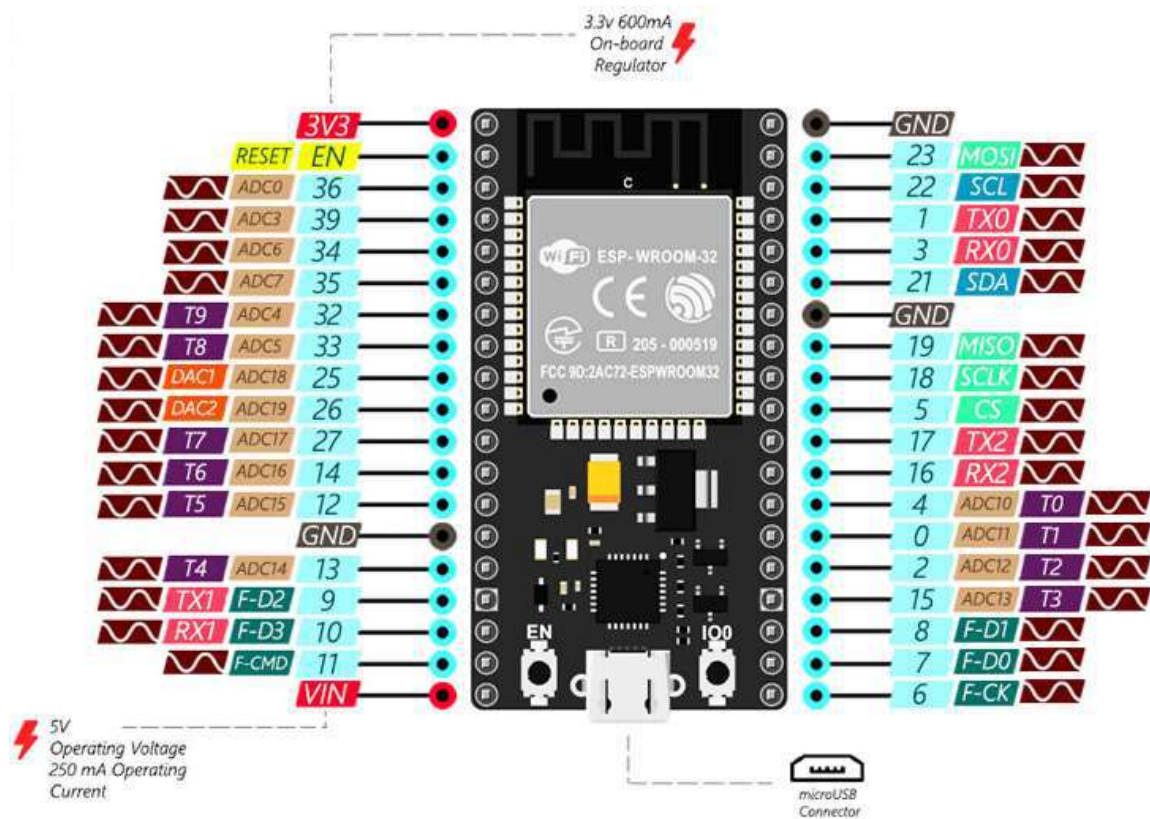 3.3v 600mA
On-board
Regulator
3V3 GND
RESET EN 23 MOSI
ADC0 36 22 SCL
ADC3 39 1 TX0
ADC6 34 3 RX0
ADC7 35 21 SDA
T9 ADC4 32 GND
T8 ADC5 33 19 MISO
DAC1 ADC18 25 18 SCLK
DAC2 ADC19 26 5 CS
T7 ADC17 27 17 TX2
T6 ADC16 14 16 RX2
T5 ADC15 12 4 ADC10 T0
GND 0 ADC11 T1
T4 ADC14 13 2 ADC12 T2
TX1 F-D2 9 15 ADC13 T3
RX1 F-D3 10 8 F-D1
F-CMD 11 7 F-D0
VIN 6 F-CK
C
WiFi ESP-WROOM-32
CE
R 205-000519
FCC 9D:2AC72-ESPWROOM32
EN IO0
5V
Operating Voltage
250 mA Operating
Current
microUSB
Connector